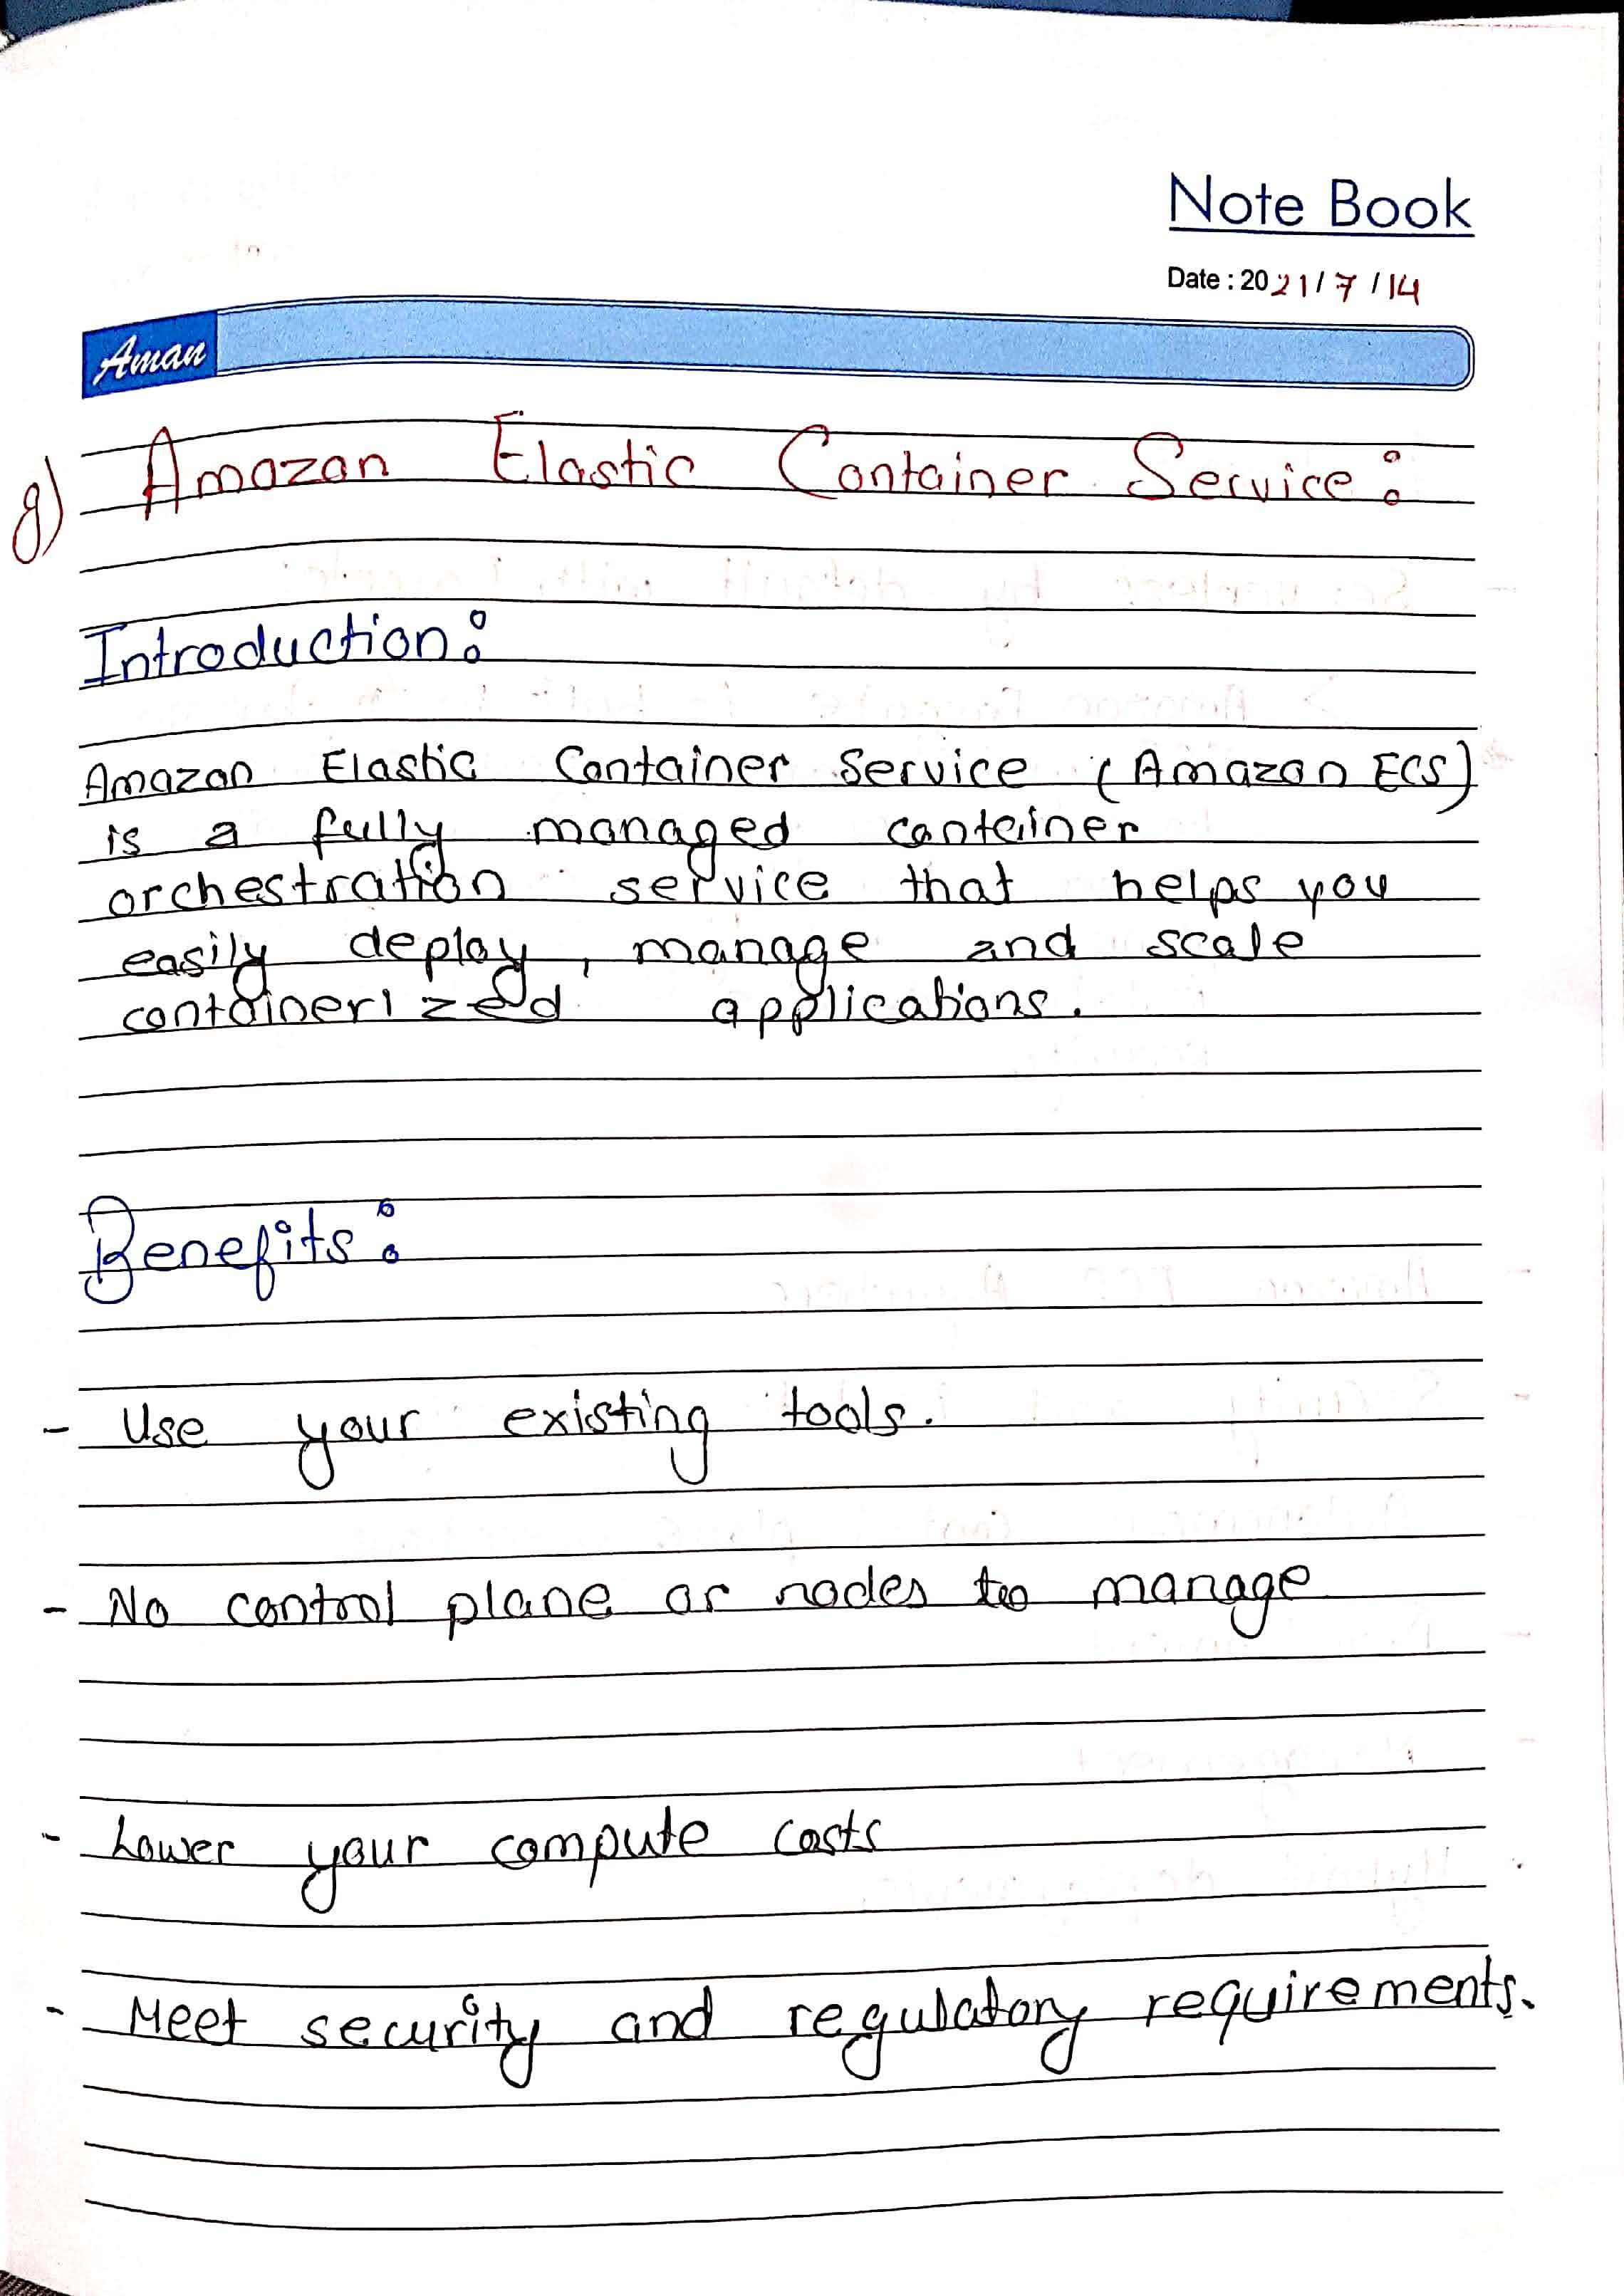 Note Book
Date : 2021/7/14
Aman
g) Amazon Elastic Container Service:
Introduction:
Amazon Elastic Container Service (Amazon ECS)
is a fully managed container
orchestration service that helps you
easily deploy, manage and scale
containerized applications.
Benefits:
- Use your existing tools.
- No control plane or nodes to manage
- Lower your compute costs
- Meet security and regulatory requirements.